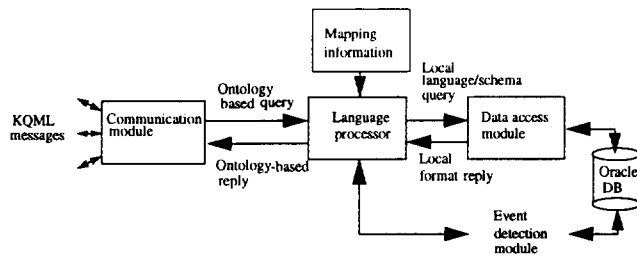 Mapping
information
Ontology
based query
Local
language/schema
query
KQML
messages
Communication
module
Language
processor
Data access
module
Ontology-based
reply
Local
format reply
Oracle
DB
Event
detection
module